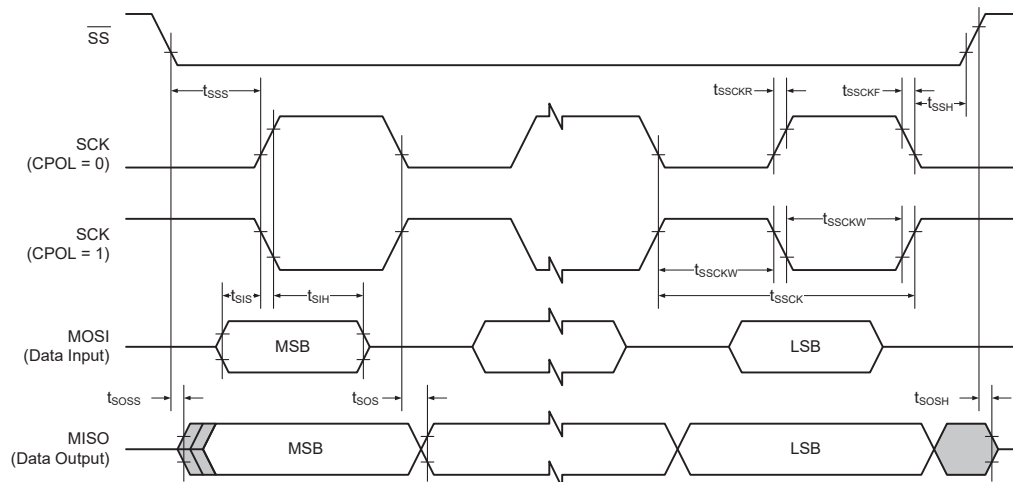 SS
tSSS
tSSCKR
tSSCKF
tSSH
SCK
(CPOL = 0)
SCK
(CPOL = 1)
tSSCKW
tSSCKW
tSSCK
tSIS
tSIH
MOSI
(Data Input)
MSB
LSB
tSOSS
tSOS
tSOSH
MISO
(Data Output)
MSB
LSB